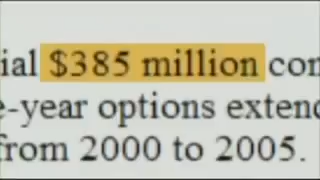 ial $385 million con
e-year options extend
from 2000 to 2005.